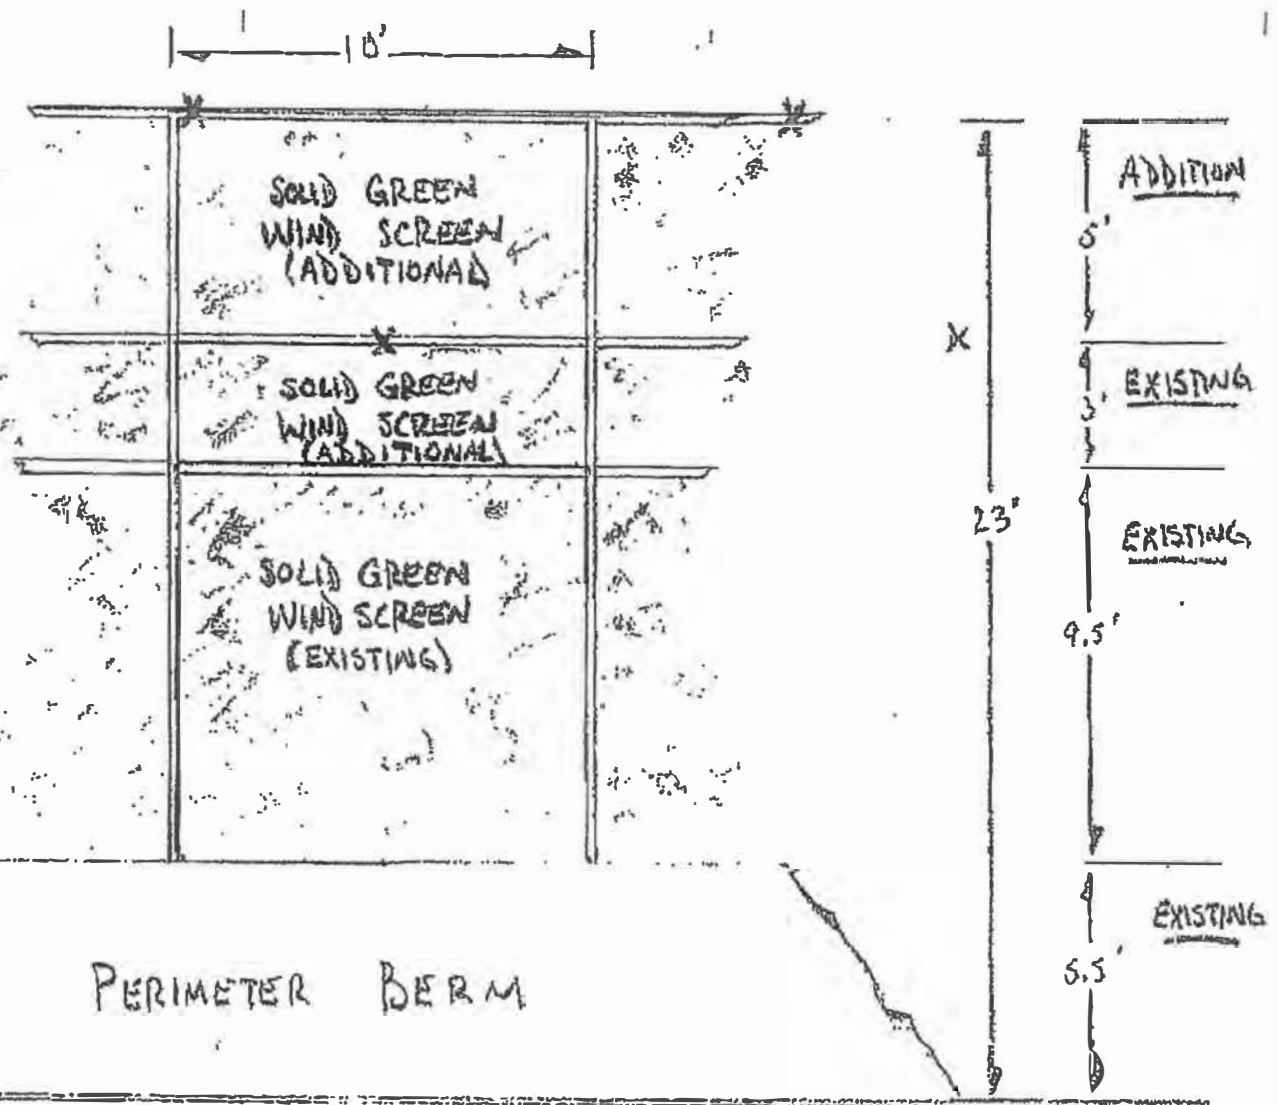 10'
SOLID GREEN
WIND SCREEN
(ADDITIONAL)
SOLID GREEN
WIND SCREEN
(ADDITIONAL)
SOLID GREEN
WIND SCREEN
(EXISTING)
PERIMETER BERM
X
23'
ADDITION
5'
EXISTING
3'
EXISTING
9.5'
EXISTING
5.5'